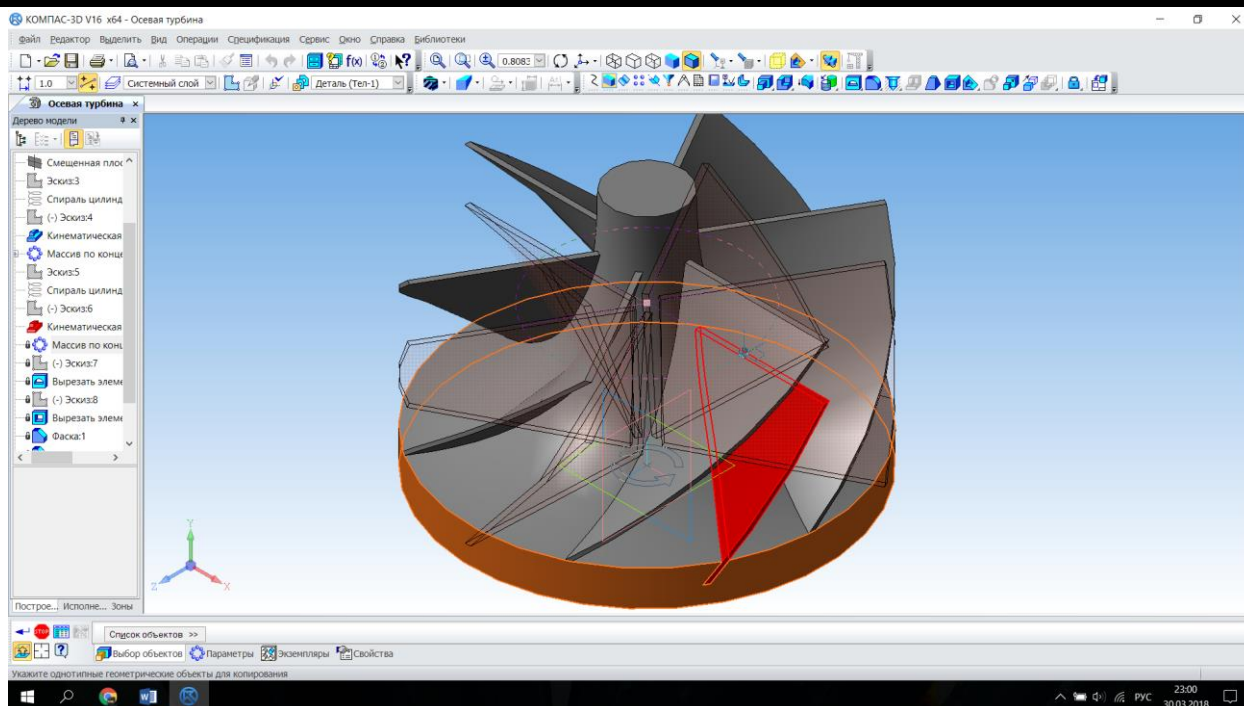 КОМПАС-3D V16 x64 - Осевая турбина
Файл Редактор Выделить Вид Операции Спецификация Сервис Окно Справка Библиотеки
f(x) 0.8083
1.0 Системный слой Деталь (Тел-1)
Осевая турбина
Дерево модели
Смещенная плос
Эскиз:3
Спираль цилинд
(-) Эскиз:4
Кинематическая
Массив по конце
Эскиз:5
Спираль цилинд
(-) Эскиз:6
Кинематическая
Массив по конц
(-) Эскиз:7
Вырезать элеме
(-) Эскиз:8
Вырезать элеме
Фаска:1
Y
Z X
Построе... Исполне... Зоны
STOP Список объектов >>
Выбор объектов Параметры Экземпляры Свойства
Укажите однотипные геометрические объекты для копирования
РУС 23:00
30.03.2018